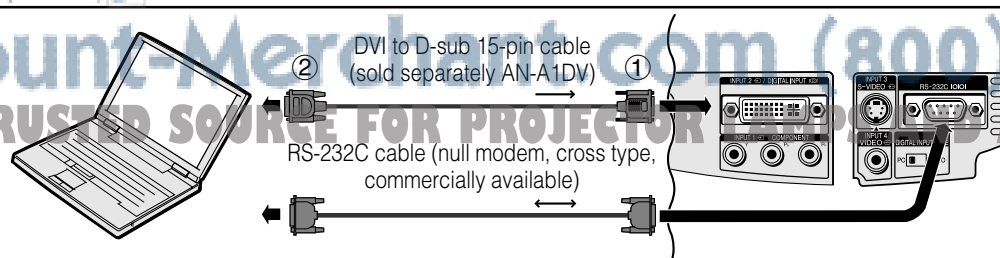 ount-Merchant.com (800)
② DVI to D-sub 15-pin cable ①
(sold separately AN-A1DV)
INPUT 2 / DIGITAL INPUT
INPUT 3
S-VIDEO
RS-232C IOIOI
RUSTED SOURCE FOR PROJECTOR
INPUT 1 COMPONENT
INPUT 4
VIDEO
DIGITAL INPUT
PC
RS-232C cable (null modem, cross type,
commercially available)